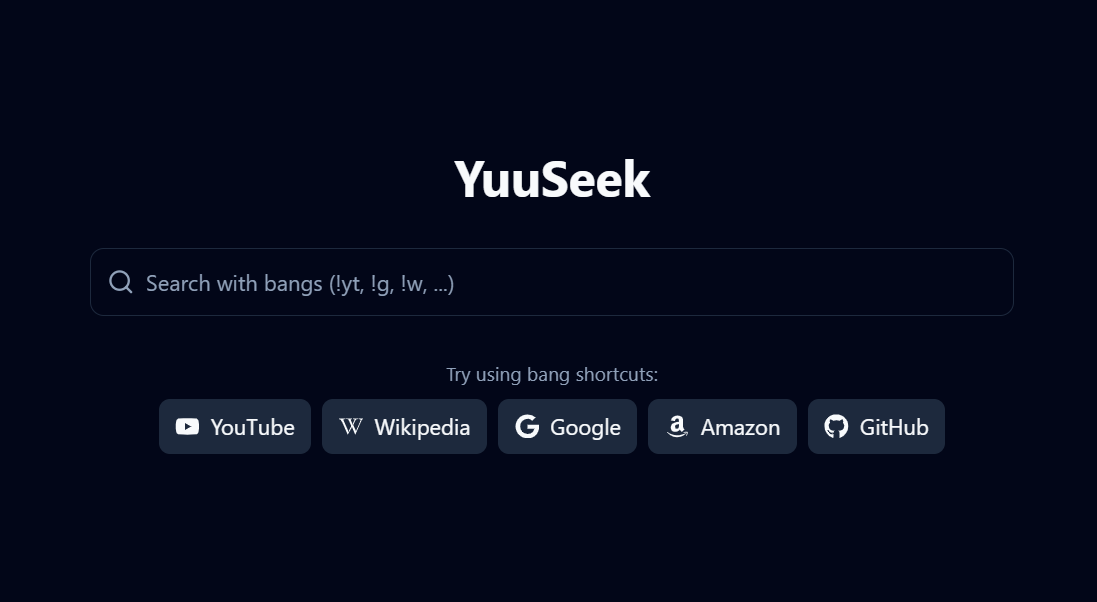 YuuSeek
Search with bangs (!yt, !g, !w, ...)
Try using bang shortcuts:
YouTube Wikipedia Google Amazon GitHub